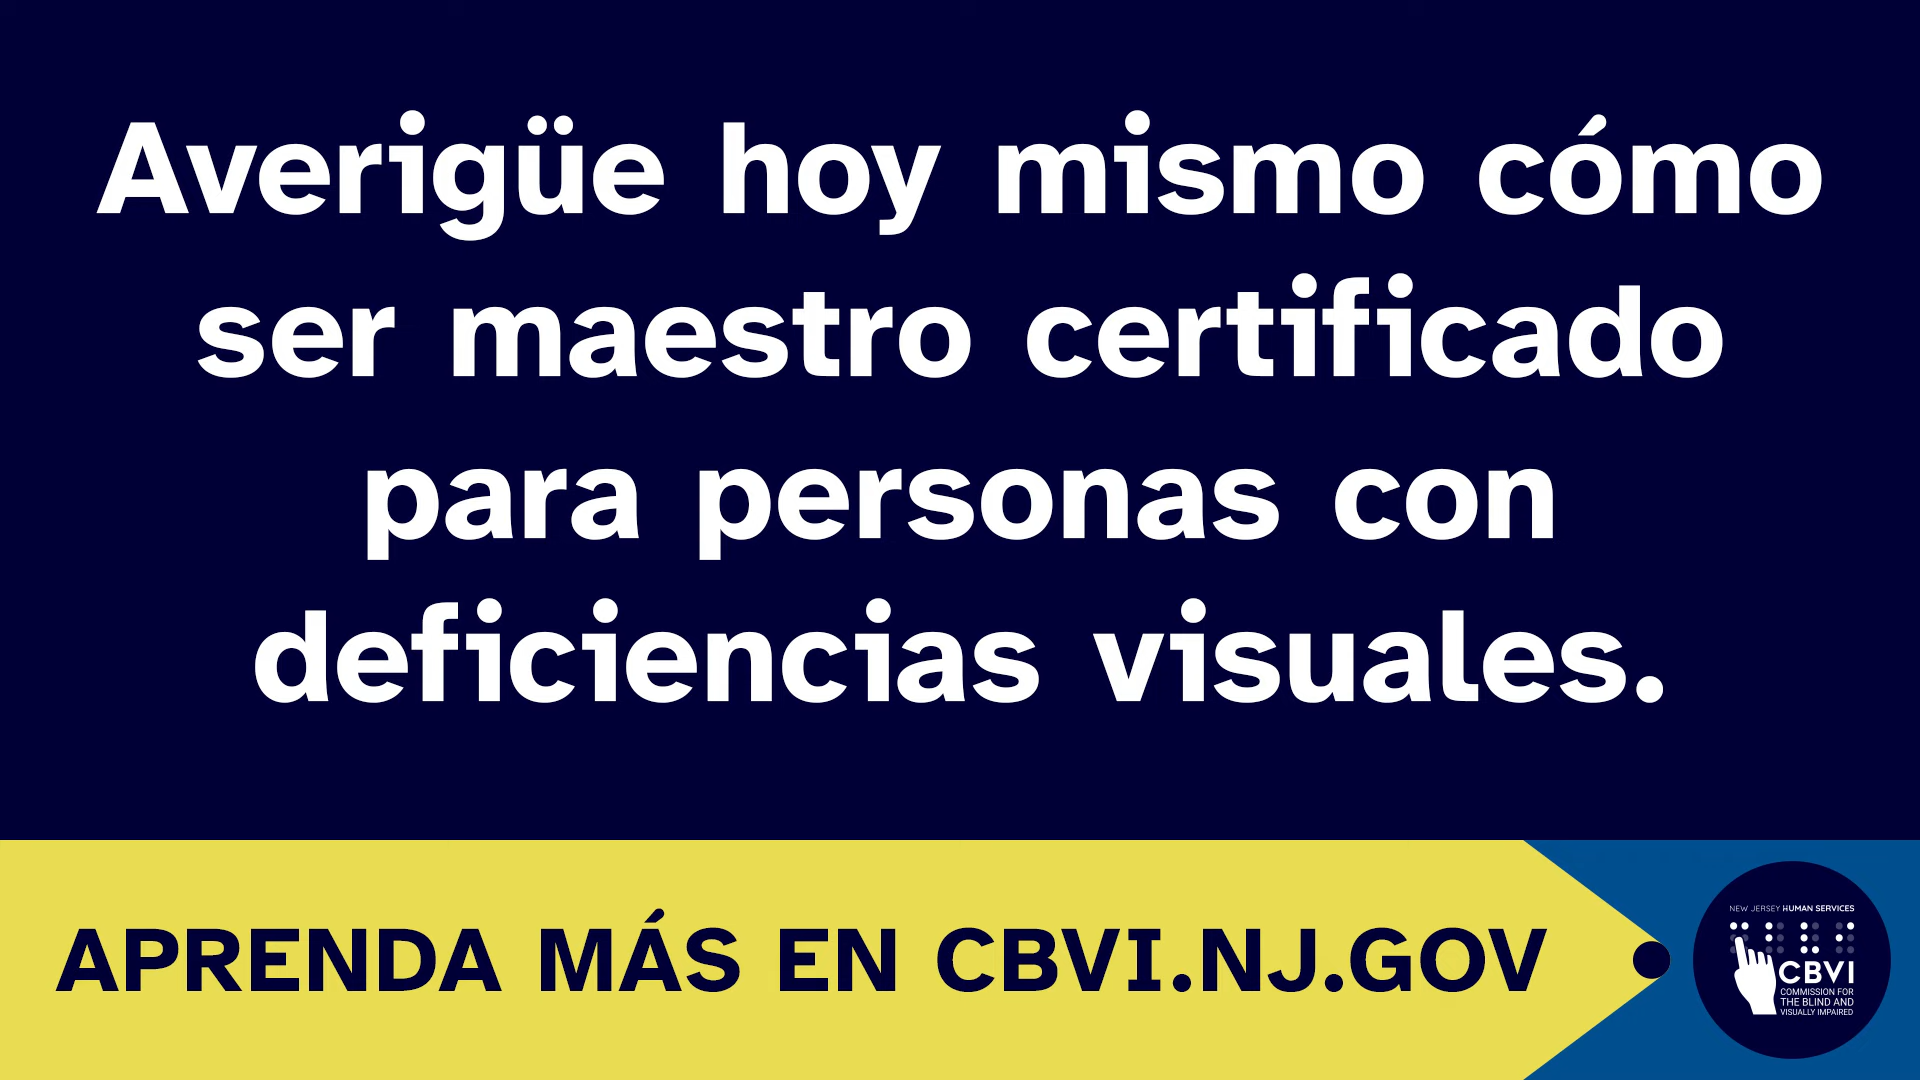 Averigüe hoy mismo cómo
ser maestro certificado
para personas con
deficiencias visuales.
APRENDA MÁS EN CBVI.NJ.GOV
NEW JERSEY HUMAN SERVICES
CBVI
COMMISSION FOR
THE BLIND AND
VISUALLY IMPAIRED